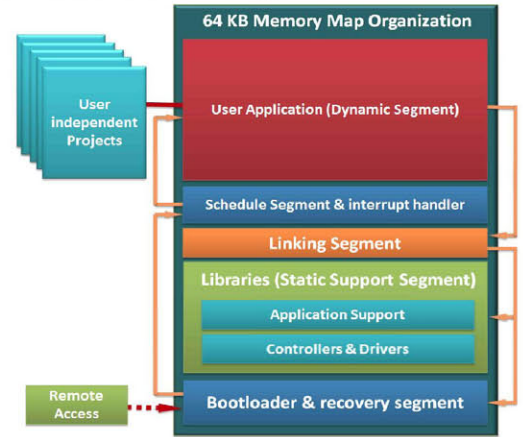 64 KB Memory Map Organization
User
independent
Projects
User Application (Dynamic Segment)
Schedule Segment & interrupt handler
Linking Segment
Libraries (Static Support Segment)
Application Support
Controllers & Drivers
Remote
Access
Bootloader & recovery segment